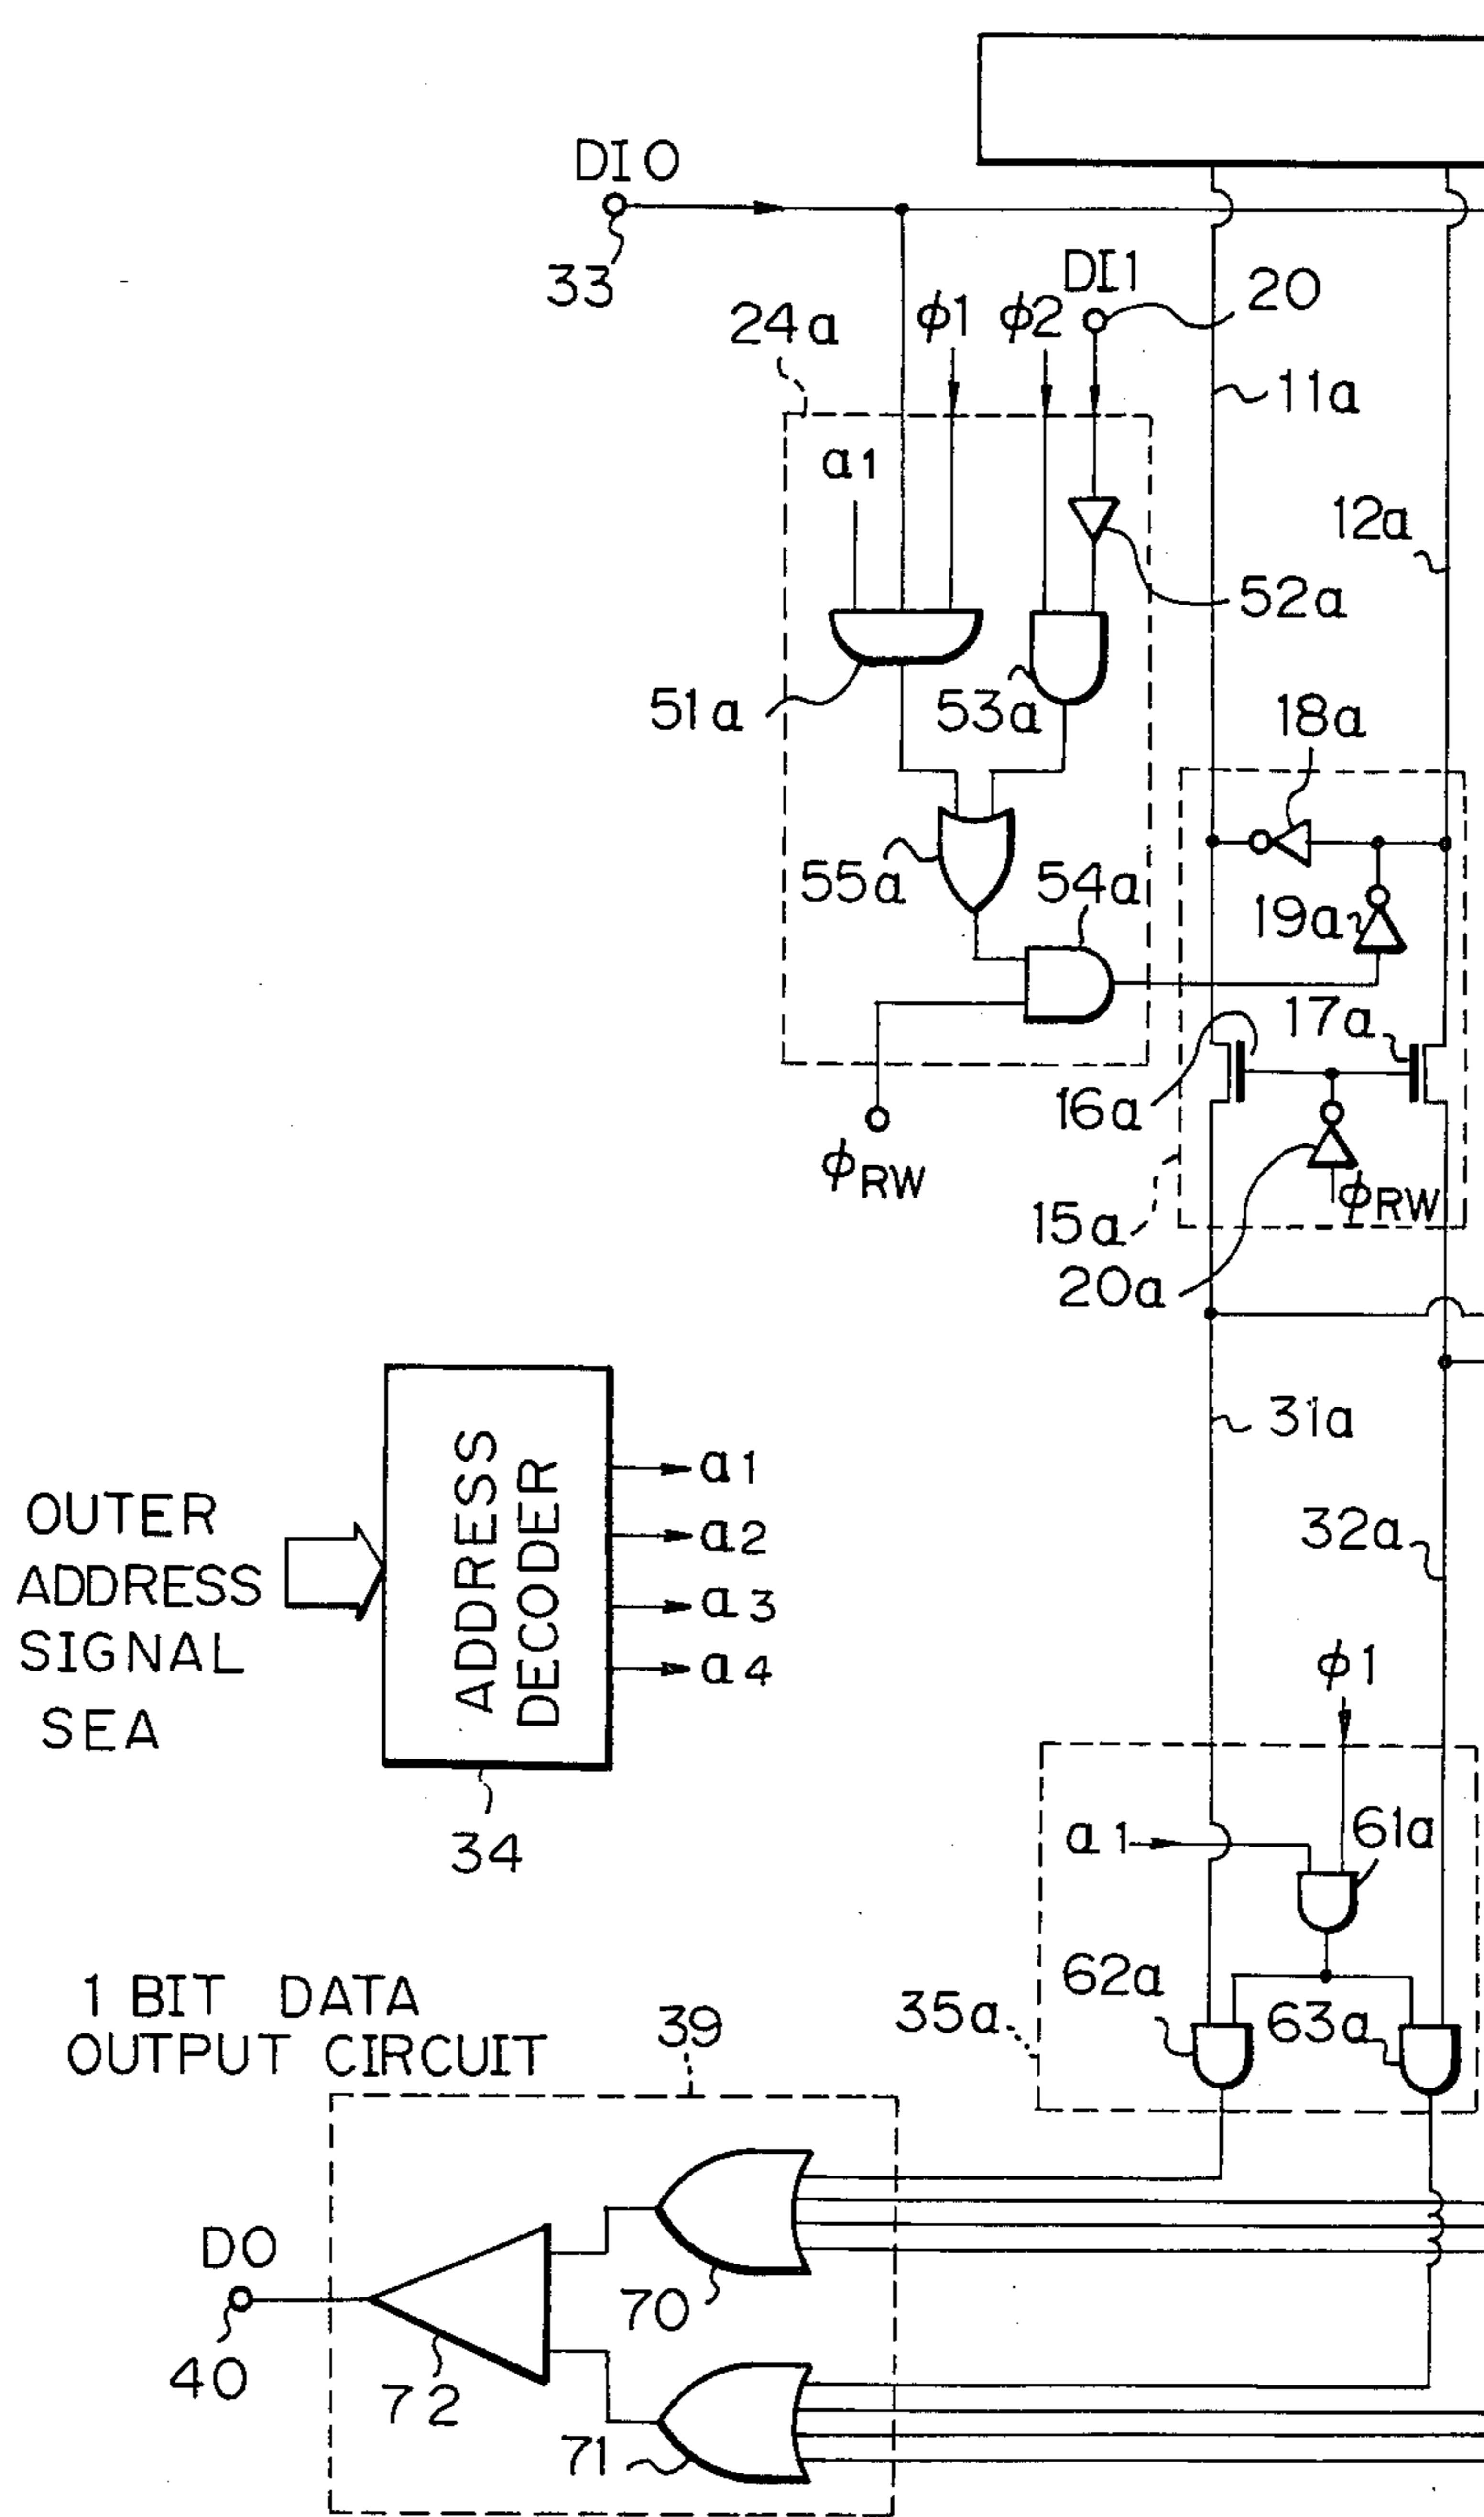 DIO
33
DI1
20
24a
φ1
φ2
11a
a1
12a
52a
51a
53a
18a
55a
54a
19a
17a
16a
φRW
φRW
15a
20a
31a
ADDRESS
DECODER
a1
a2
a3
a4
OUTER
ADDRESS
SIGNAL
SEA
32a
φ1
34
a1
61a
62a
1 BIT DATA
OUTPUT CIRCUIT
39
35a
63a
DO
70
40
72
71